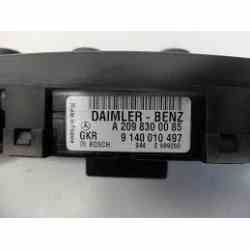 DAIMLER - BENZ
A 209 830 00 85
GKR 9 140 010 497
BOSCH